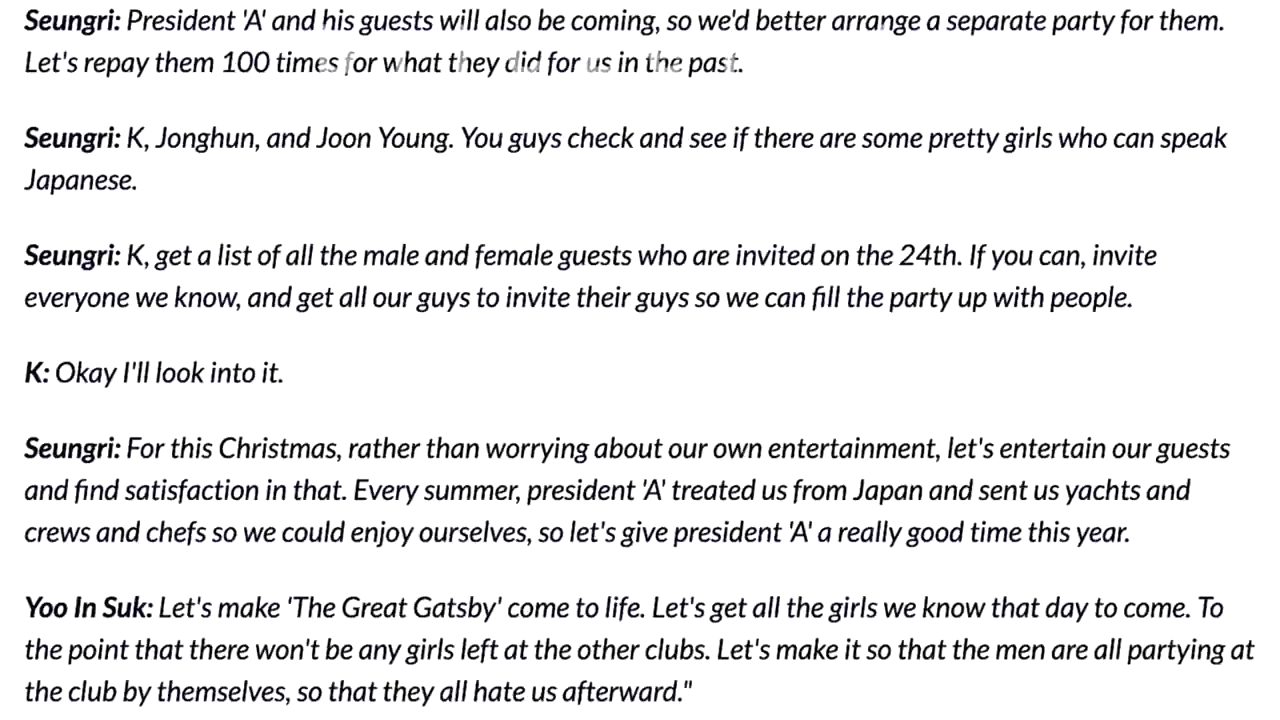 Seungri: President 'A' and his guests will also be coming, so we'd better arrange a separate party for them.
Let's repay them 100 times for what they did for us in the past.
Seungri: K, Jonghun, and Joon Young. You guys check and see if there are some pretty girls who can speak
Japanese.
Seungri: K, get a list of all the male and female guests who are invited on the 24th. If you can, invite
everyone we know, and get all our guys to invite their guys so we can fill the party up with people.
K: Okay I'll look into it.
Seungri: For this Christmas, rather than worrying about our own entertainment, let's entertain our guests
and find satisfaction in that. Every summer, president 'A' treated us from Japan and sent us yachts and
crews and chefs so we could enjoy ourselves, so let's give president 'A' a really good time this year.
Yoo In Suk: Let's make 'The Great Gatsby' come to life. Let's get all the girls we know that day to come. To
the point that there won't be any girls left at the other clubs. Let's make it so that the men are all partying at
the club by themselves, so that they all hate us afterward."